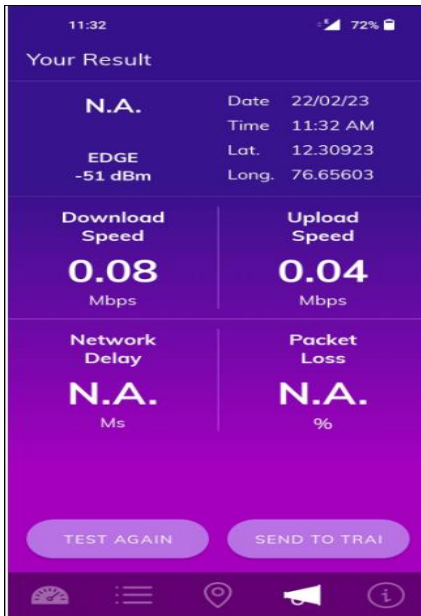 11:32
E
72%
Your Result
N.A.
EDGE
-51 dBm
Date 22/02/23
Time 11:32 AM
Lat. 12.30923
Long. 76.65603
Download
Speed
0.08
Mbps
Upload
Speed
0.04
Mbps
Network
Delay
N.A.
Ms
Packet
Loss
N.A.
%
TEST AGAIN
SEND TO TRAI
i